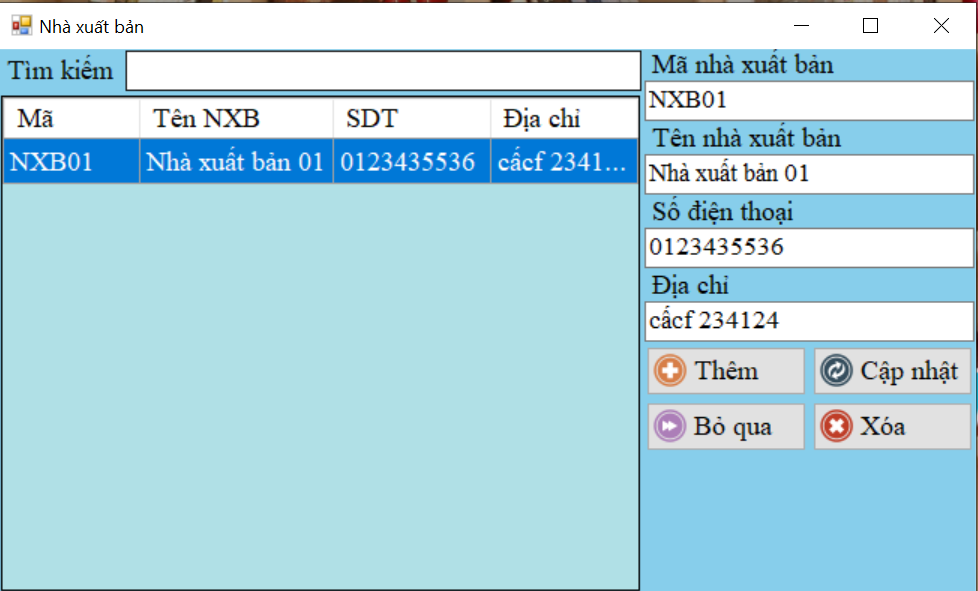 Nhà xuất bản
Tìm kiếm
Mã Tên NXB SDT Địa chỉ
NXB01 Nhà xuất bản 01 0123435536 cấcf 2341...
Mã nhà xuất bản
NXB01
Tên nhà xuất bản
Nhà xuất bản 01
Số điện thoại
0123435536
Địa chỉ
cấcf 234124
Thêm Cập nhật
Bỏ qua Xóa